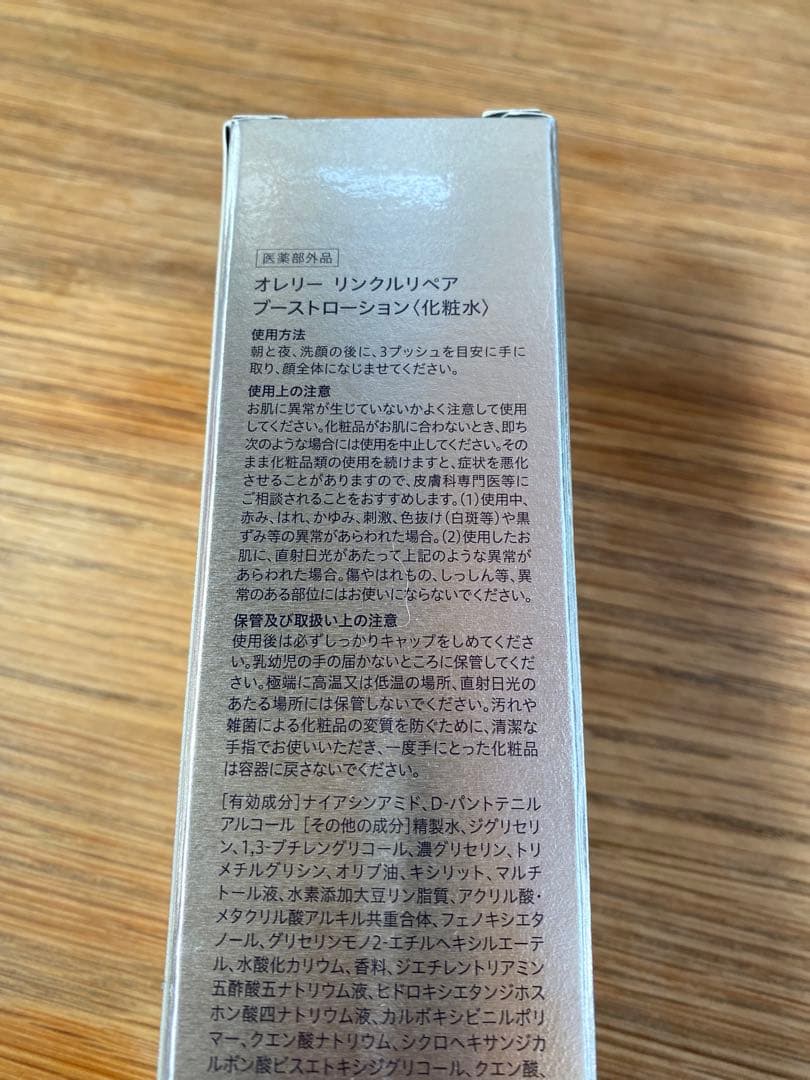 医薬部外品
オレリー リンクルリペア
ブーストローション〈化粧水〉
使用方法
朝と夜、洗顔の後に、3プッシュを目安に手に
取り、顔全体になじませてください。
使用上の注意
お肌に異常が生じていないかよく注意して使用
してください。化粧品がお肌に合わないとき、即ち
次のような場合には使用を中止してください。その
まま化粧品類の使用を続けますと、症状を悪化
させることがありますので、皮膚科専門医等に
ご相談されることをおすすめします。(1)使用中、
赤み、はれ、かゆみ、刺激、色抜け(白斑等)や黒
ずみ等の異常があらわれた場合。(2)使用したお
肌に、直射日光があたって上記のような異常が
あらわれた場合。傷やはれもの、しっしん等、異
常のある部位にはお使いにならないでください。
保管及び取扱い上の注意
使用後は必ずしっかりキャップをしめてくださ
い。乳幼児の手の届かないところに保管してくだ
さい。極端に高温又は低温の場所、直射日光の
あたる場所には保管しないでください。汚れや
雑菌による化粧品の変質を防ぐために、清潔な
手指でお使いいただき、一度手にとった化粧品
は容器に戻さないでください。
[有効成分]ナイアシンアミド、D-パントテニル
アルコール [その他の成分]精製水、ジグリセリ
ン、1,3-ブチレングリコール、濃グリセリン、トリ
メチルグリシン、オリブ油、キシリット、マルチ
トール液、水素添加大豆リン脂質、アクリル酸・
メタクリル酸アルキル共重合体、フェノキシエタ
ノール、グリセリンモノ2-エチルヘキシルエーテ
ル、水酸化カリウム、香料、ジエチレントリアミン
五酢酸五ナトリウム液、ヒドロキシエタンジホス
ホン酸四ナトリウム液、カルボキシビニルポリ
マー、クエン酸ナトリウム、シクロヘキサンジカ
ルボン酸ビスエトキシジグリコール、クエン酸、